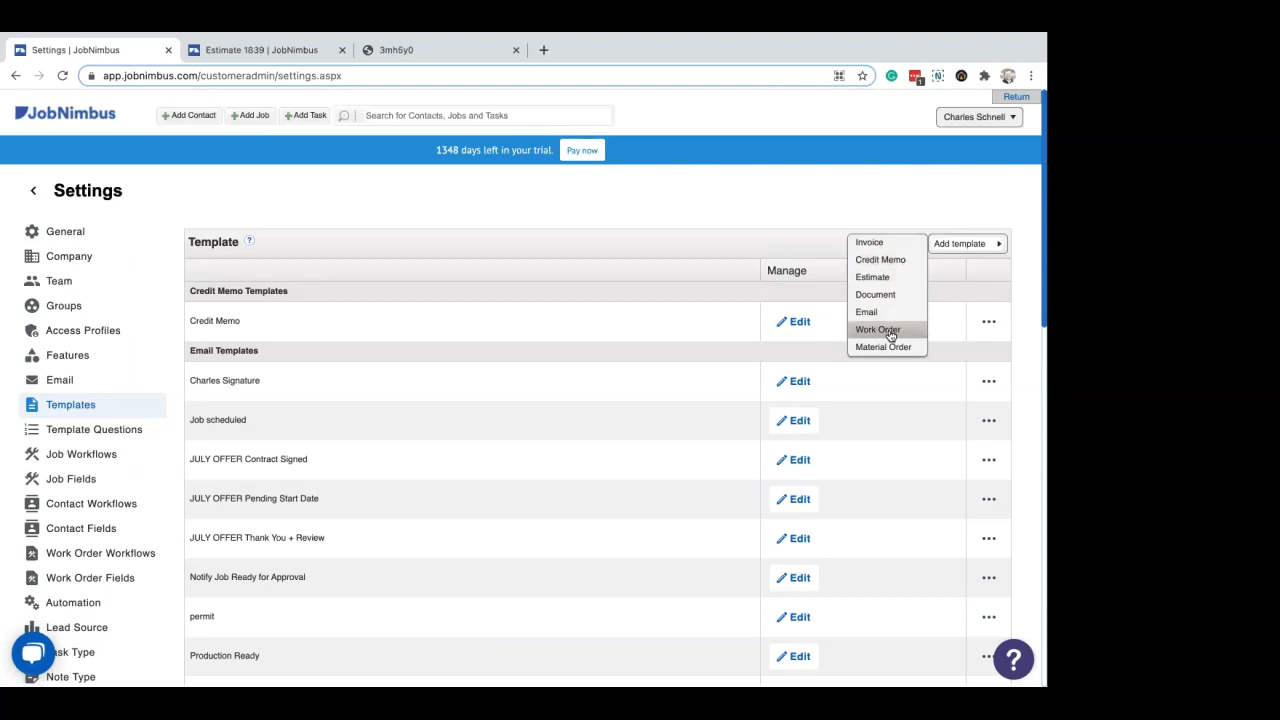 Settings | JobNimbus
Estimate 1839 | JobNimbus
3mh5y0
app.jobnimbus.com/customeradmin/settings.aspx
1
Return
JobNimbus
+ Add Contact
+ Add Job
+ Add Task
Search for Contacts, Jobs and Tasks
Charles Schnell
1348 days left in your trial.
Pay now
Settings
General
Company
Team
Groups
Access Profiles
Features
Email
Templates
Template Questions
Job Workflows
Job Fields
Contact Workflows
Contact Fields
Work Order Workflows
Work Order Fields
Automation
Lead Source
ask Type
Note Type
Template ?
Add template
Invoice
Credit Memo
Estimate
Document
Email
Work Order
Material Order
Manage
Credit Memo Templates
Credit Memo
Edit
Email Templates
Charles Signature
Edit
Job scheduled
Edit
JULY OFFER Contract Signed
Edit
JULY OFFER Pending Start Date
Edit
JULY OFFER Thank You + Review
Edit
Notify Job Ready for Approval
Edit
permit
Edit
Production Ready
Edit
?